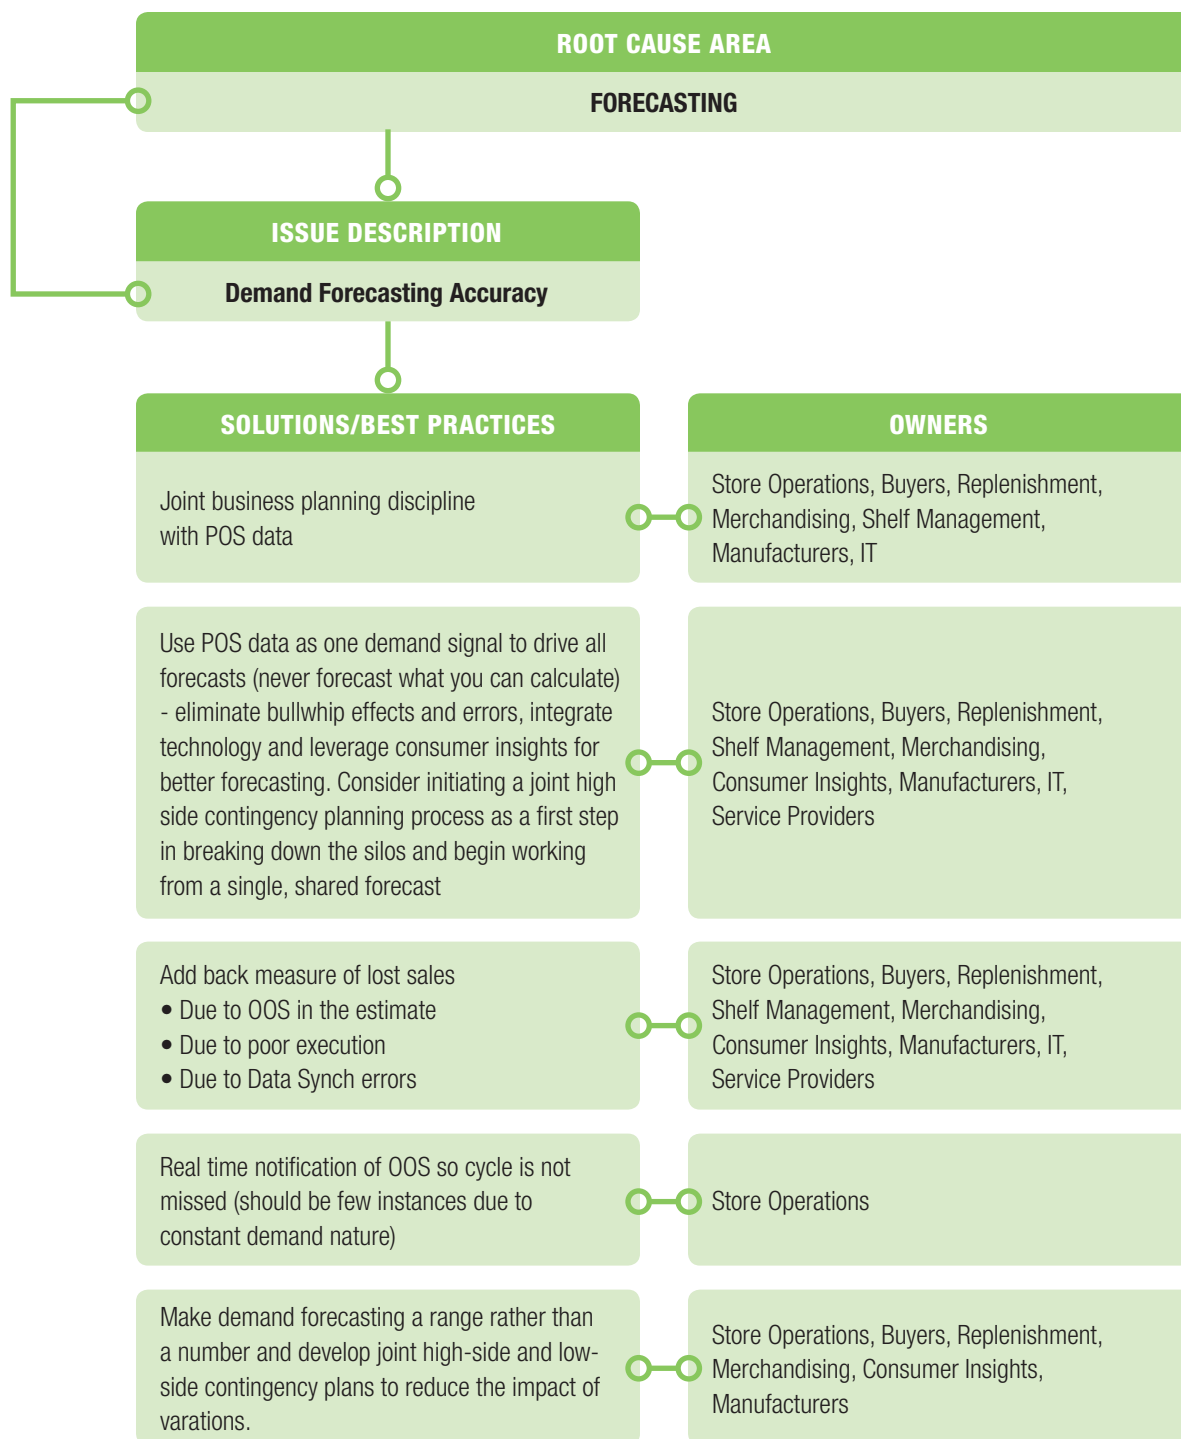 ROOT CAUSE AREA
FORECASTING
ISSUE DESCRIPTION
Demand Forecasting Accuracy
SOLUTIONS/BEST PRACTICES
OWNERS
Joint business planning discipline
with POS data
Store Operations, Buyers, Replenishment,
Merchandising, Shelf Management,
Manufacturers, IT
Use POS data as one demand signal to drive all
forecasts (never forecast what you can calculate)
- eliminate bullwhip effects and errors, integrate
technology and leverage consumer insights for
better forecasting. Consider initiating a joint high
side contingency planning process as a first step
in breaking down the silos and begin working
from a single, shared forecast
Store Operations, Buyers, Replenishment,
Shelf Management, Merchandising,
Consumer Insights, Manufacturers, IT,
Service Providers
Add back measure of lost sales
• Due to OOS in the estimate
• Due to poor execution
• Due to Data Synch errors
Store Operations, Buyers, Replenishment,
Shelf Management, Merchandising,
Consumer Insights, Manufacturers, IT,
Service Providers
Real time notification of OOS so cycle is not
missed (should be few instances due to
constant demand nature)
Store Operations
Make demand forecasting a range rather than
a number and develop joint high-side and low-
side contingency plans to reduce the impact of
varations.
Store Operations, Buyers, Replenishment,
Merchandising, Consumer Insights,
Manufacturers